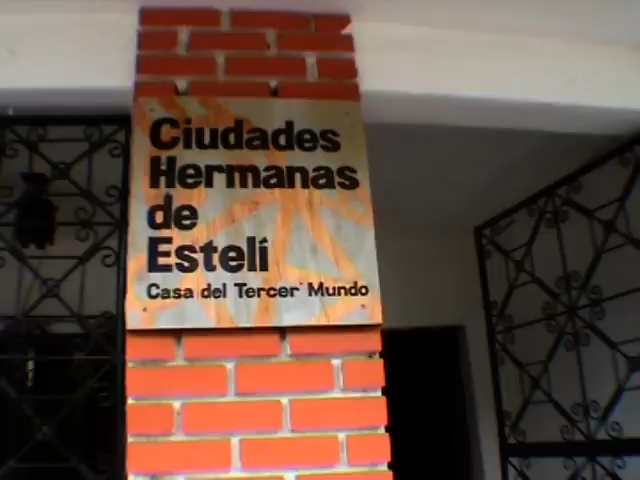 Ciudades
Hermanas
de
Estelí
Casa del Tercer Mundo